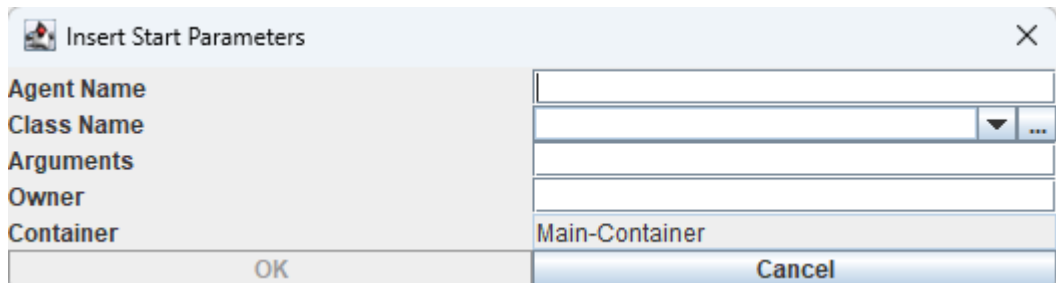 Insert Start Parameters
Agent Name
Class Name
...
Arguments
Owner
Container Main-Container
OK Cancel